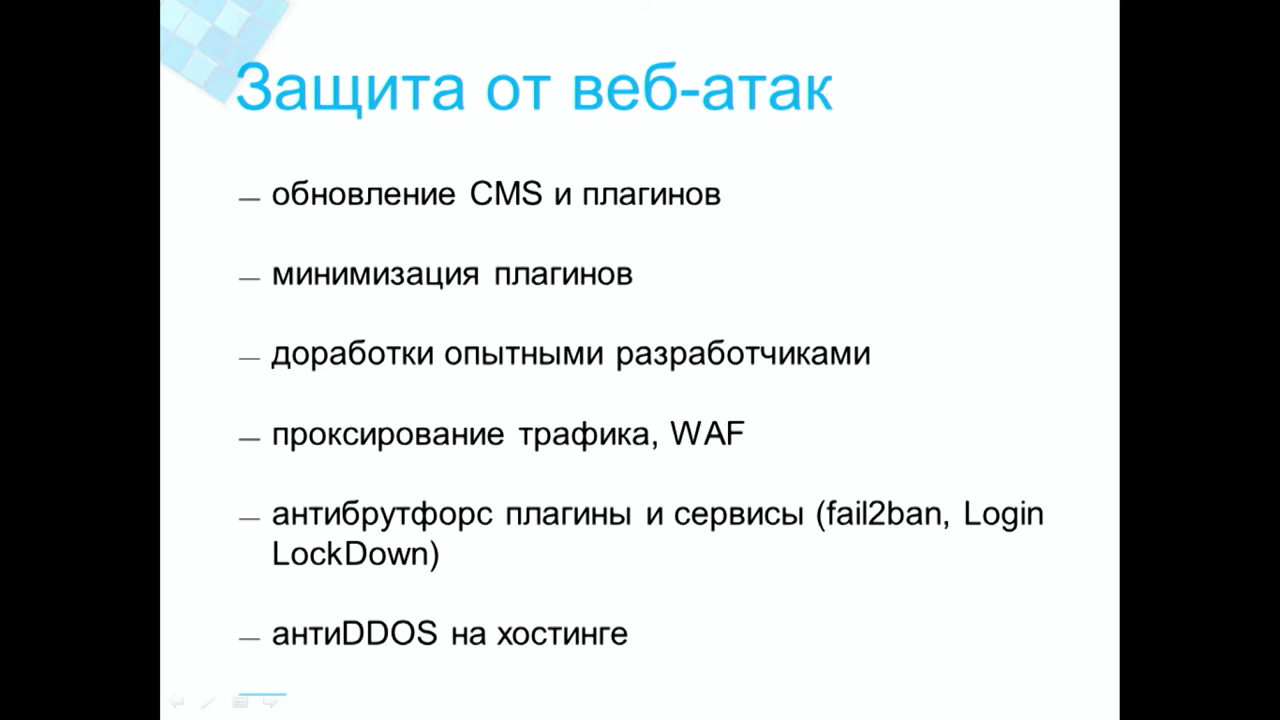 Защита от веб-атак
— обновление CMS и плагинов
— минимизация плагинов
— доработки опытными разработчиками
— проксирование трафика, WAF
— антибрутфорс плагины и сервисы (fail2ban, Login
LockDown)
— антиDDOS на хостинге